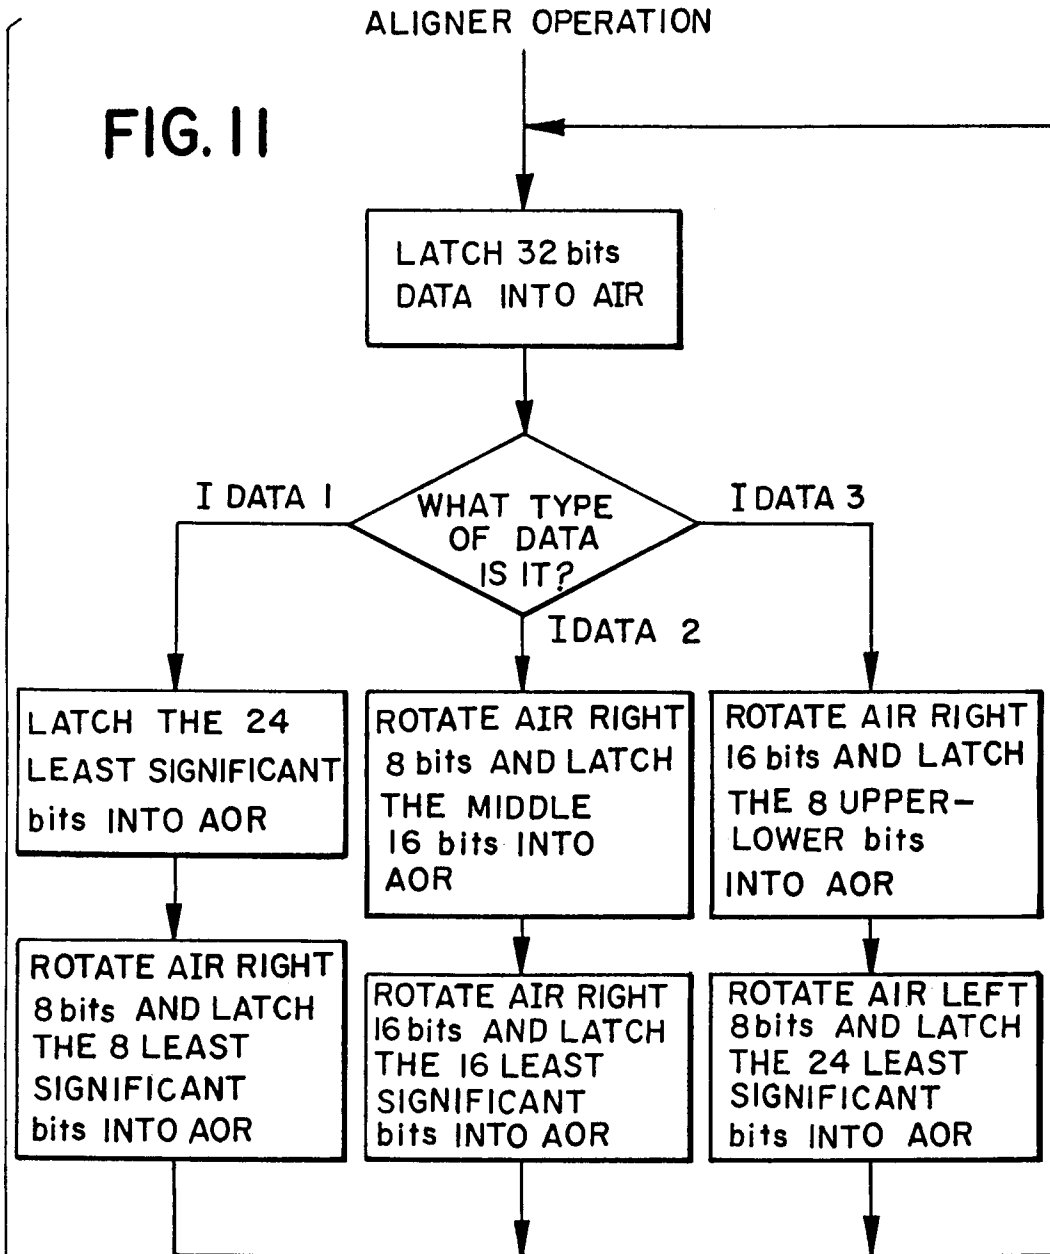 ALIGNER OPERATION
FIG. 11
LATCH 32 bits
DATA INTO AIR
WHAT TYPE
OF DATA
IS IT?
I DATA 1
I DATA 2
I DATA 3
LATCH THE 24
LEAST SIGNIFICANT
bits INTO AOR
ROTATE AIR RIGHT
8 bits AND LATCH
THE MIDDLE
16 bits INTO
AOR
ROTATE AIR RIGHT
16 bits AND LATCH
THE 8 UPPER-
LOWER bits
INTO AOR
ROTATE AIR RIGHT
8 bits AND LATCH
THE 8 LEAST
SIGNIFICANT
bits INTO AOR
ROTATE AIR RIGHT
16 bits AND LATCH
THE 16 LEAST
SIGNIFICANT
bits INTO AOR
ROTATE AIR LEFT
8 bits AND LATCH
THE 24 LEAST
SIGNIFICANT
bits INTO AOR